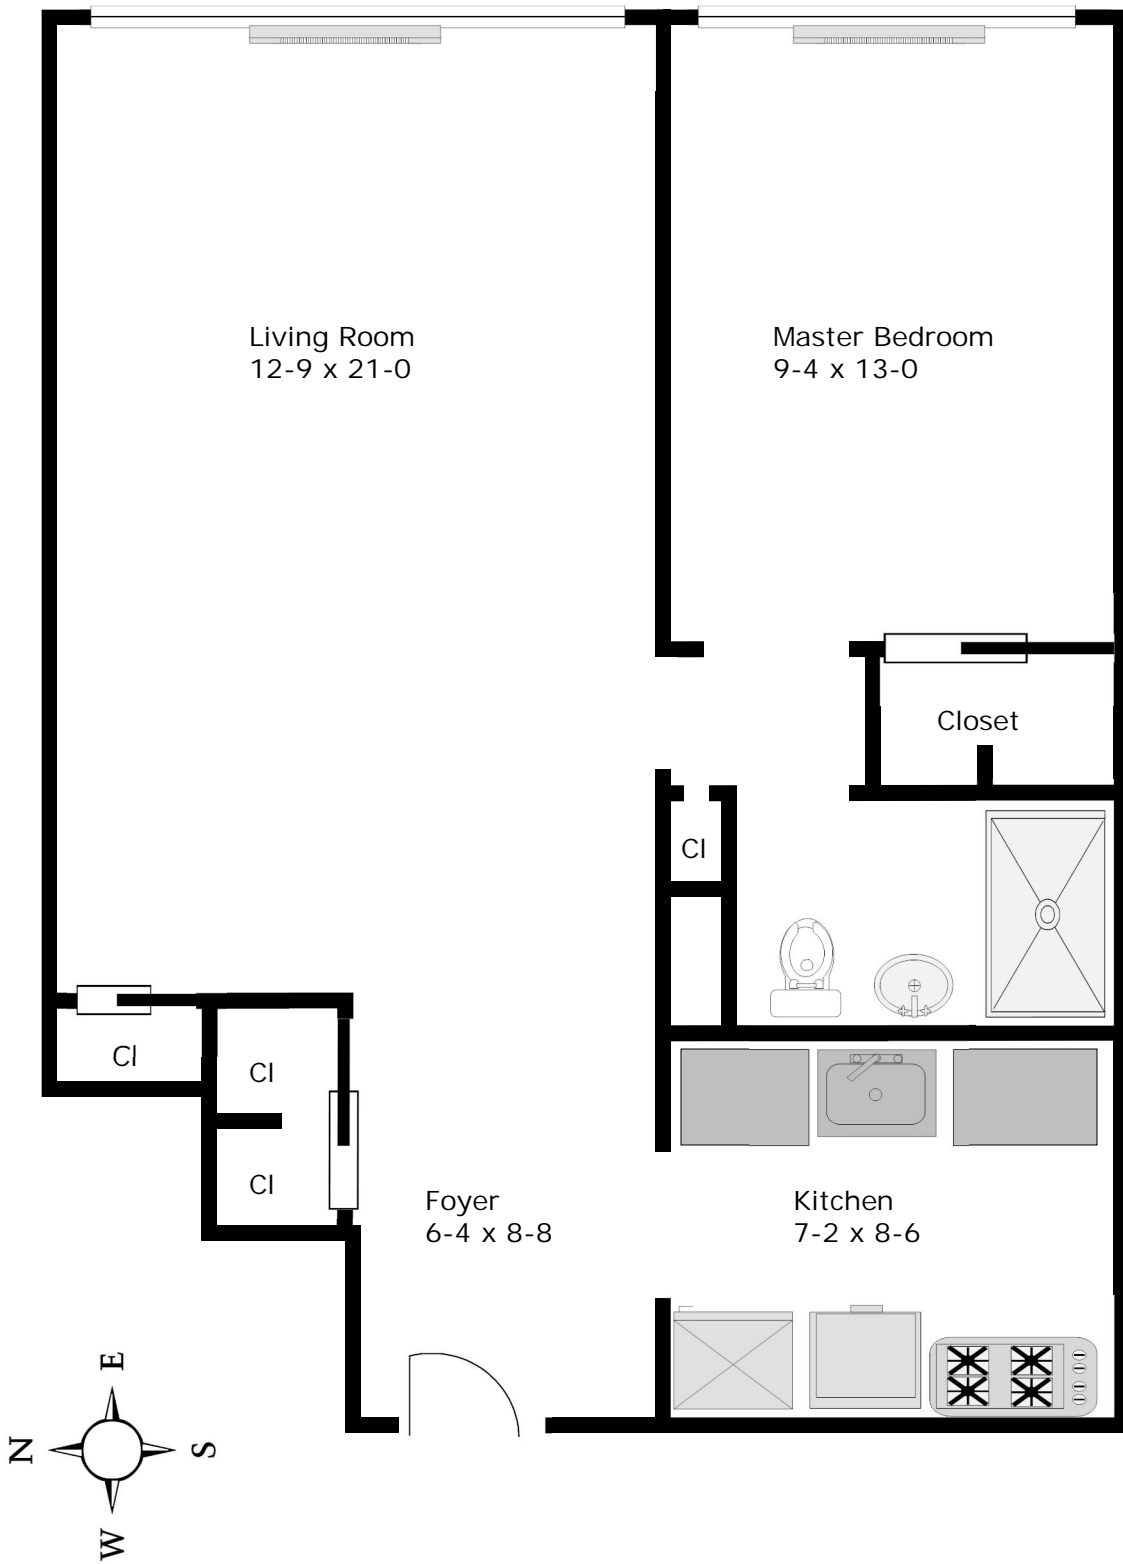 Living Room
12-9 x 21-0
Master Bedroom
9-4 x 13-0
Closet
Cl
Cl
Cl
Cl
Foyer
6-4 x 8-8
Kitchen
7-2 x 8-6
E
N
S
W